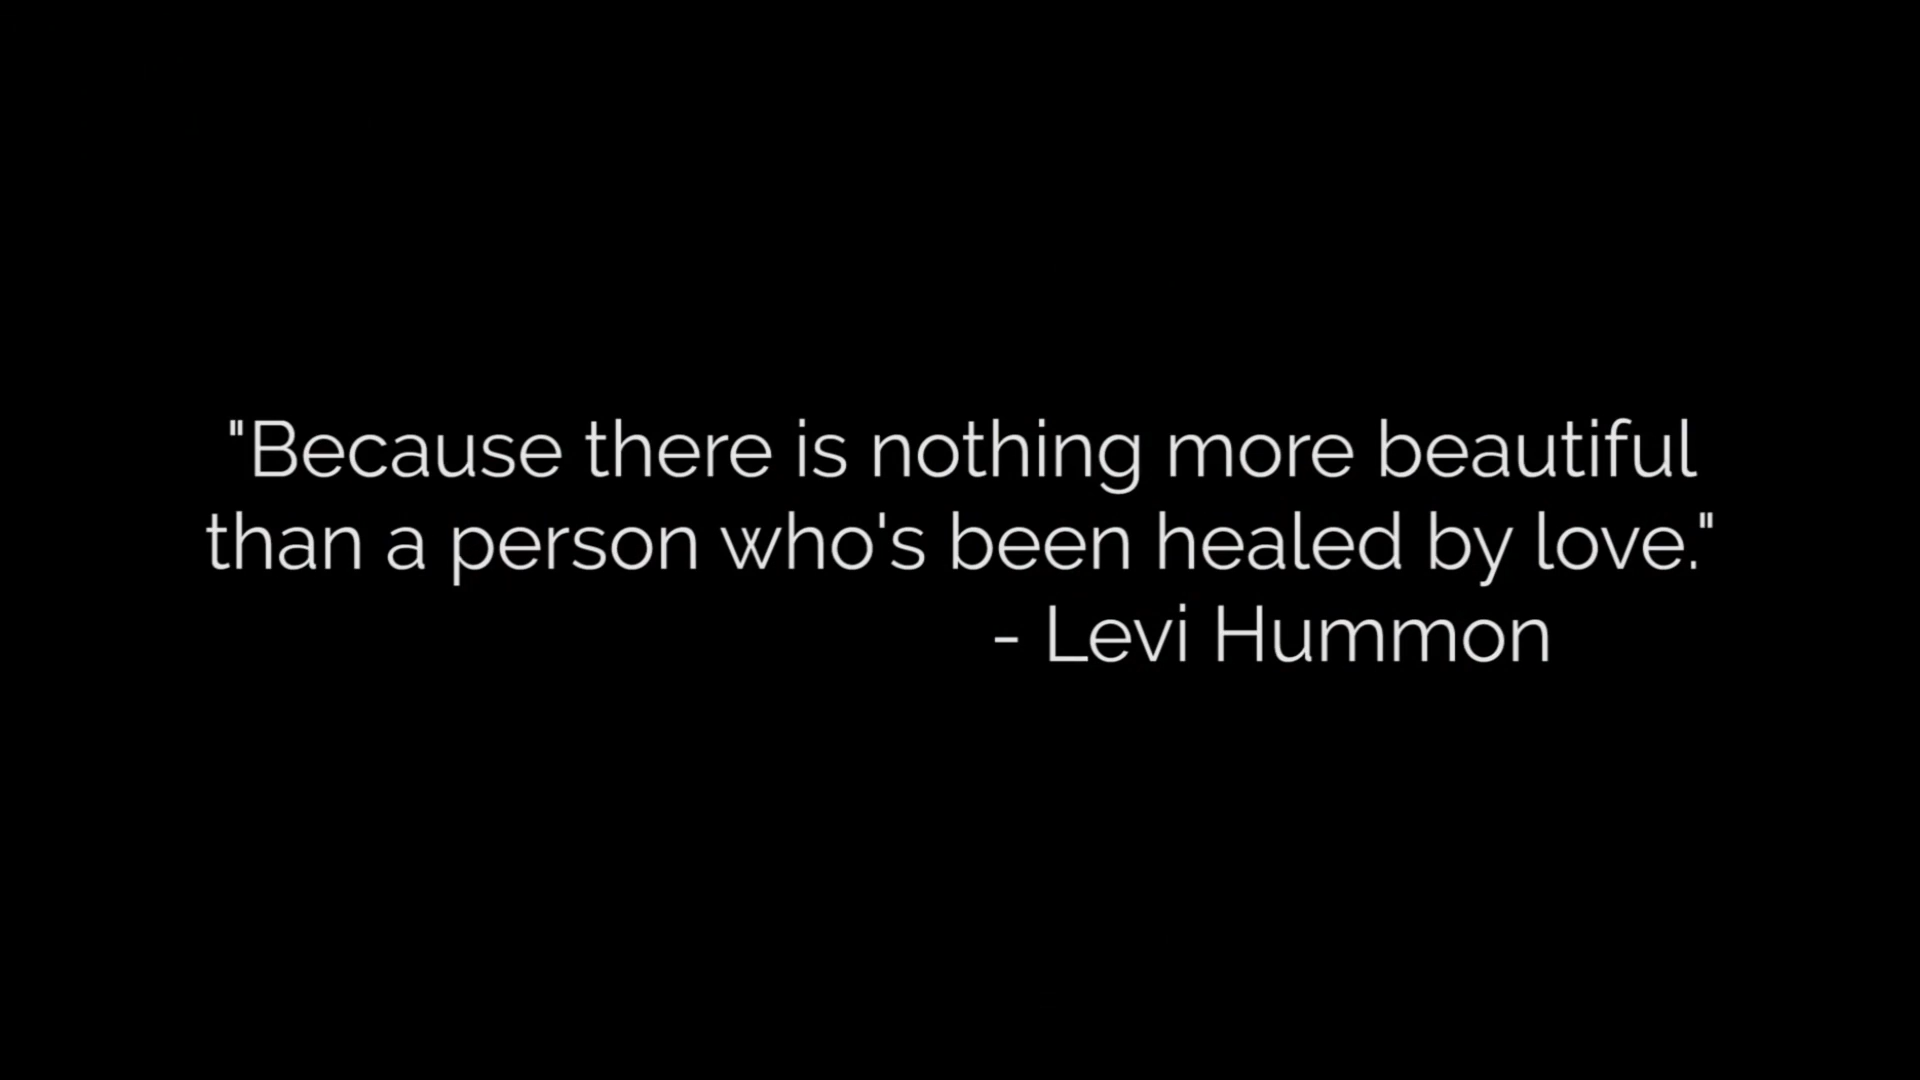 "Because there is nothing more beautiful
than a person who's been healed by love."
- Levi Hummon